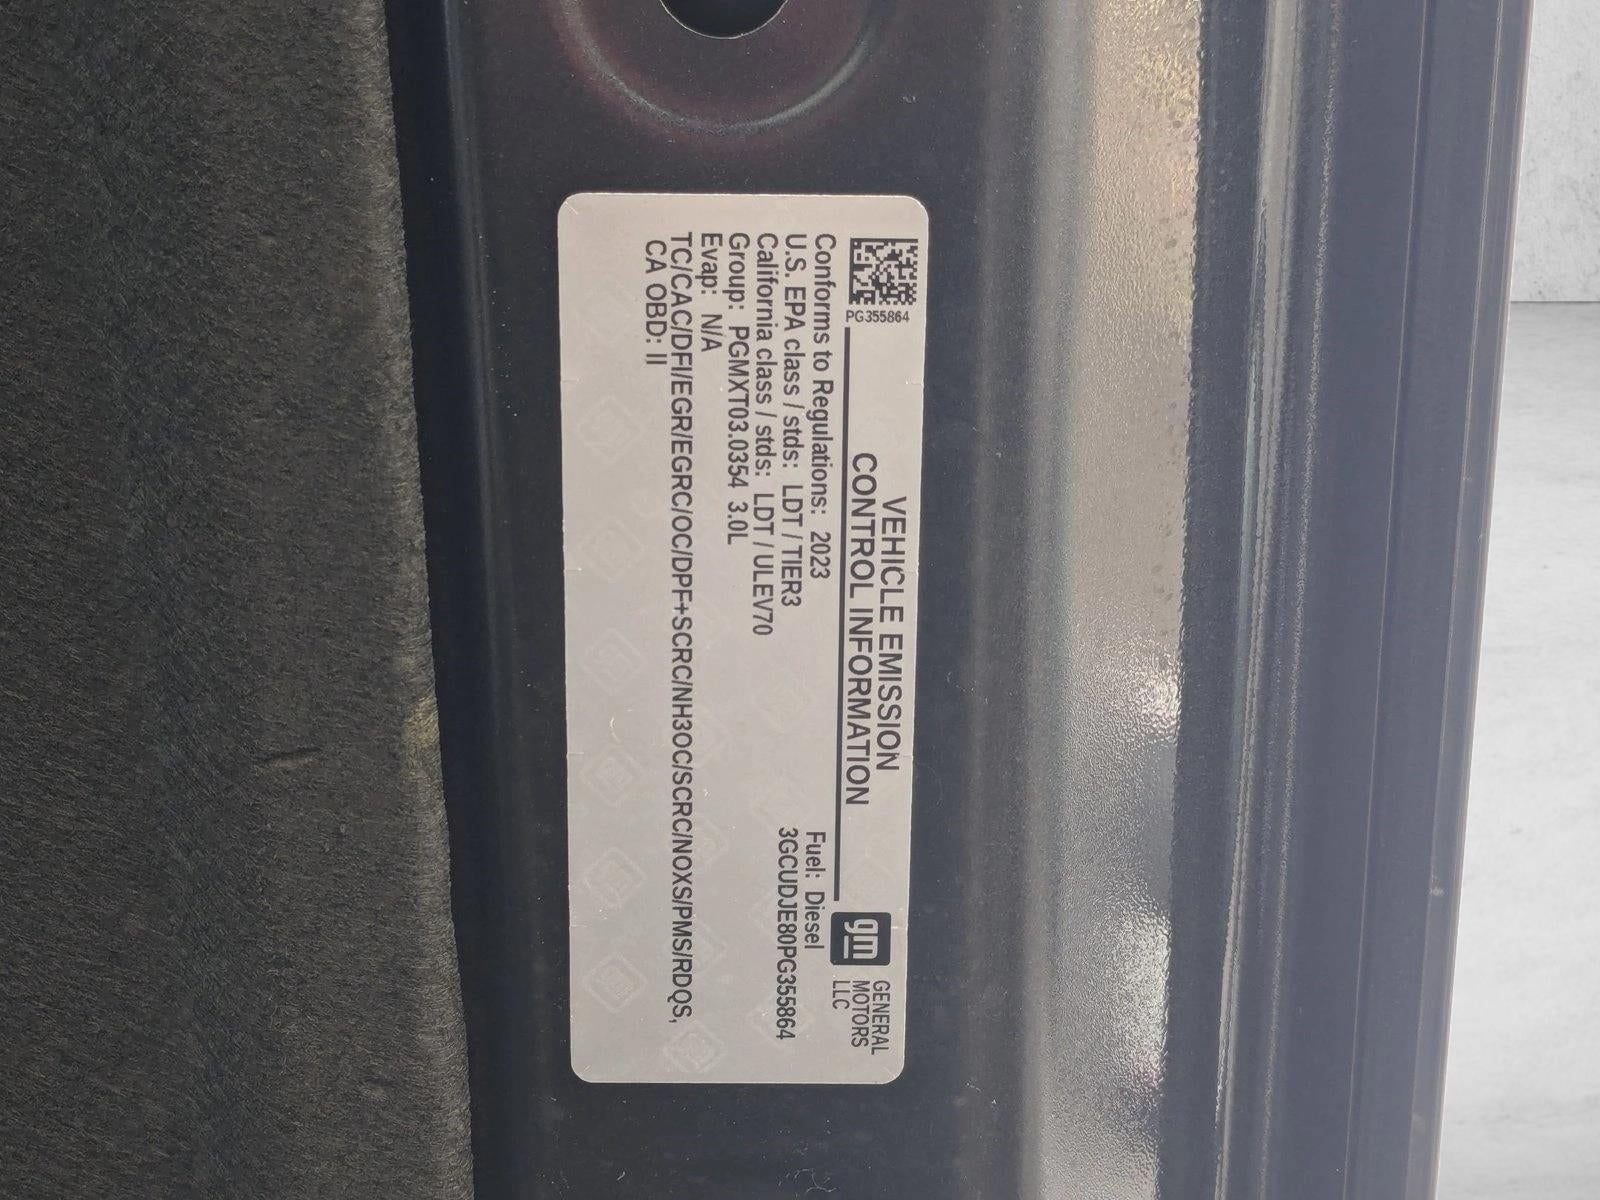 PG355864
VEHICLE EMISSION
CONTROL INFORMATION
gm
GENERAL
MOTORS
LLC
Conforms to Regulations: 2023
Fuel: Diesel
U.S. EPA class / stds: LDT / TIER3
3GCUDJE80PG355864
California class / stds: LDT / ULEV70
Group: PGMXT03.0354 3.0L
Evap: N/A
TC/CAC/DFI/EGR/EGRC/OC/DPF+SCRC/NH3OC/SCRC/NOXS/PMS/RDQS,
CA OBD: II